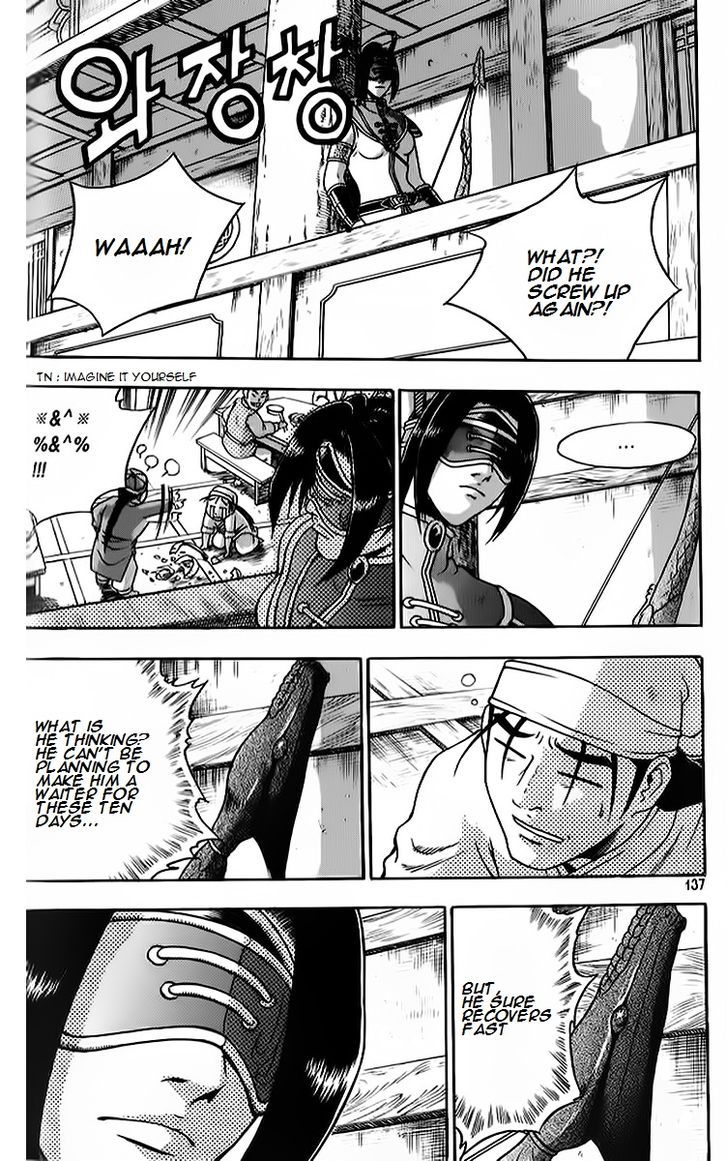 와장창
WAAAH!
WHAT?!
DID HE
SCREW UP
AGAIN?!
TN : IMAGINE IT YOURSELF
※&^※
%&^%
!!!
...
WHAT IS
HE THINKING?
HE CAN'T BE
PLANNING TO
MAKE HIM A
WAITER FOR
THESE TEN
DAYS...
137
BUT,
HE SURE
RECOVERS
FAST